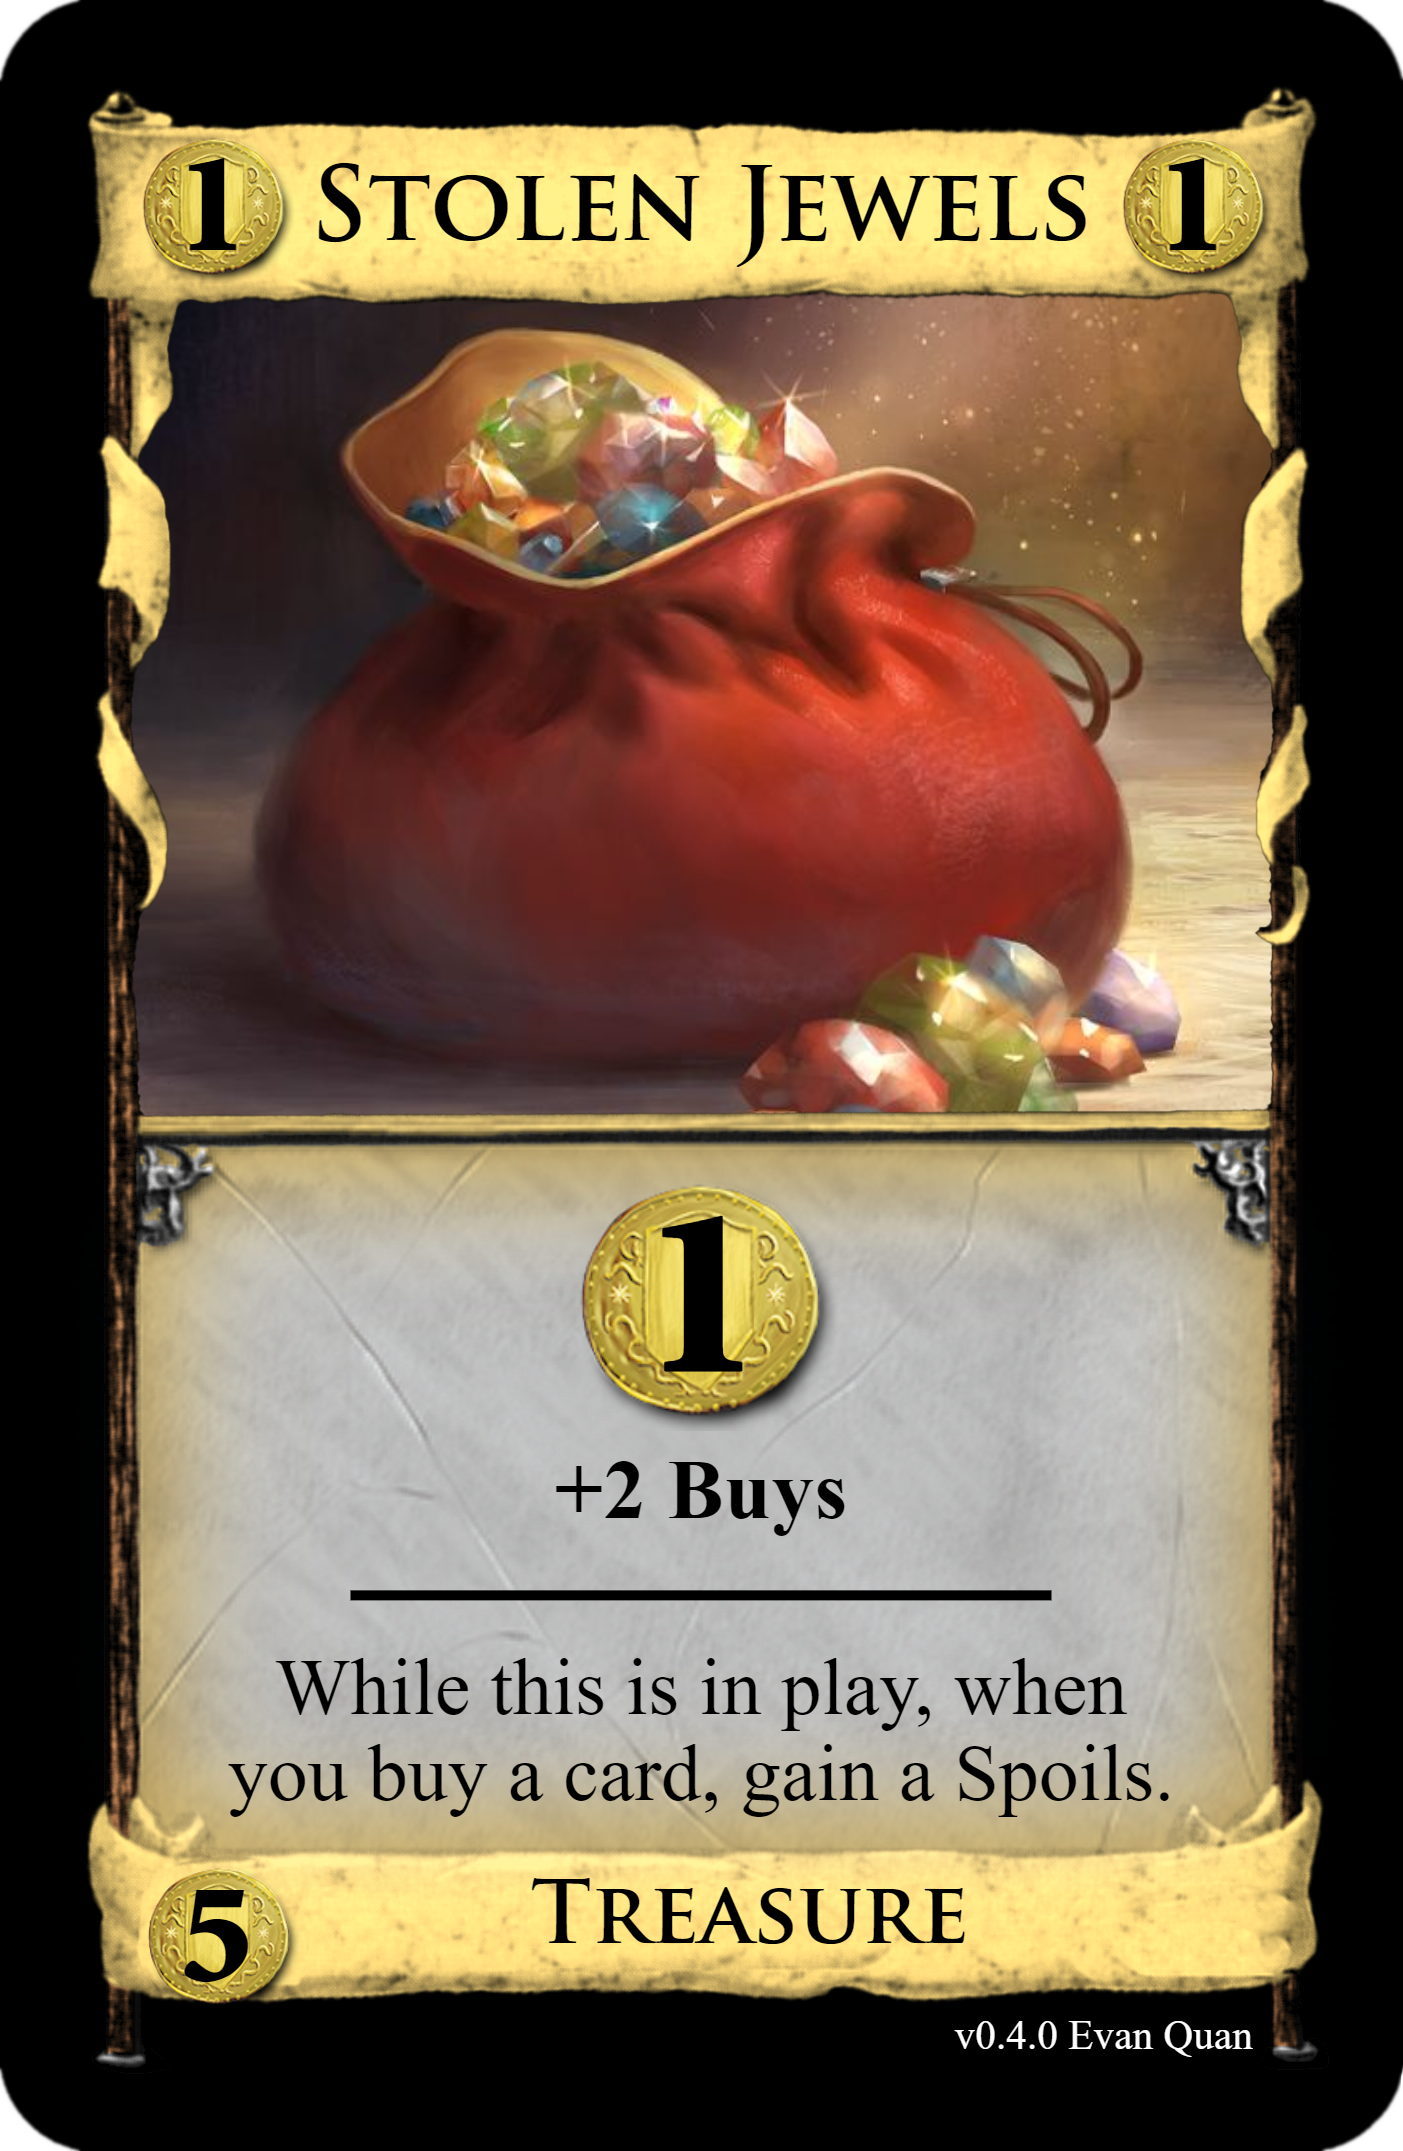 1 STOLEN JEWELS 1
1
+2 Buys
While this is in play, when
you buy a card, gain a Spoils.
5 TREASURE
v0.4.0 Evan Quan